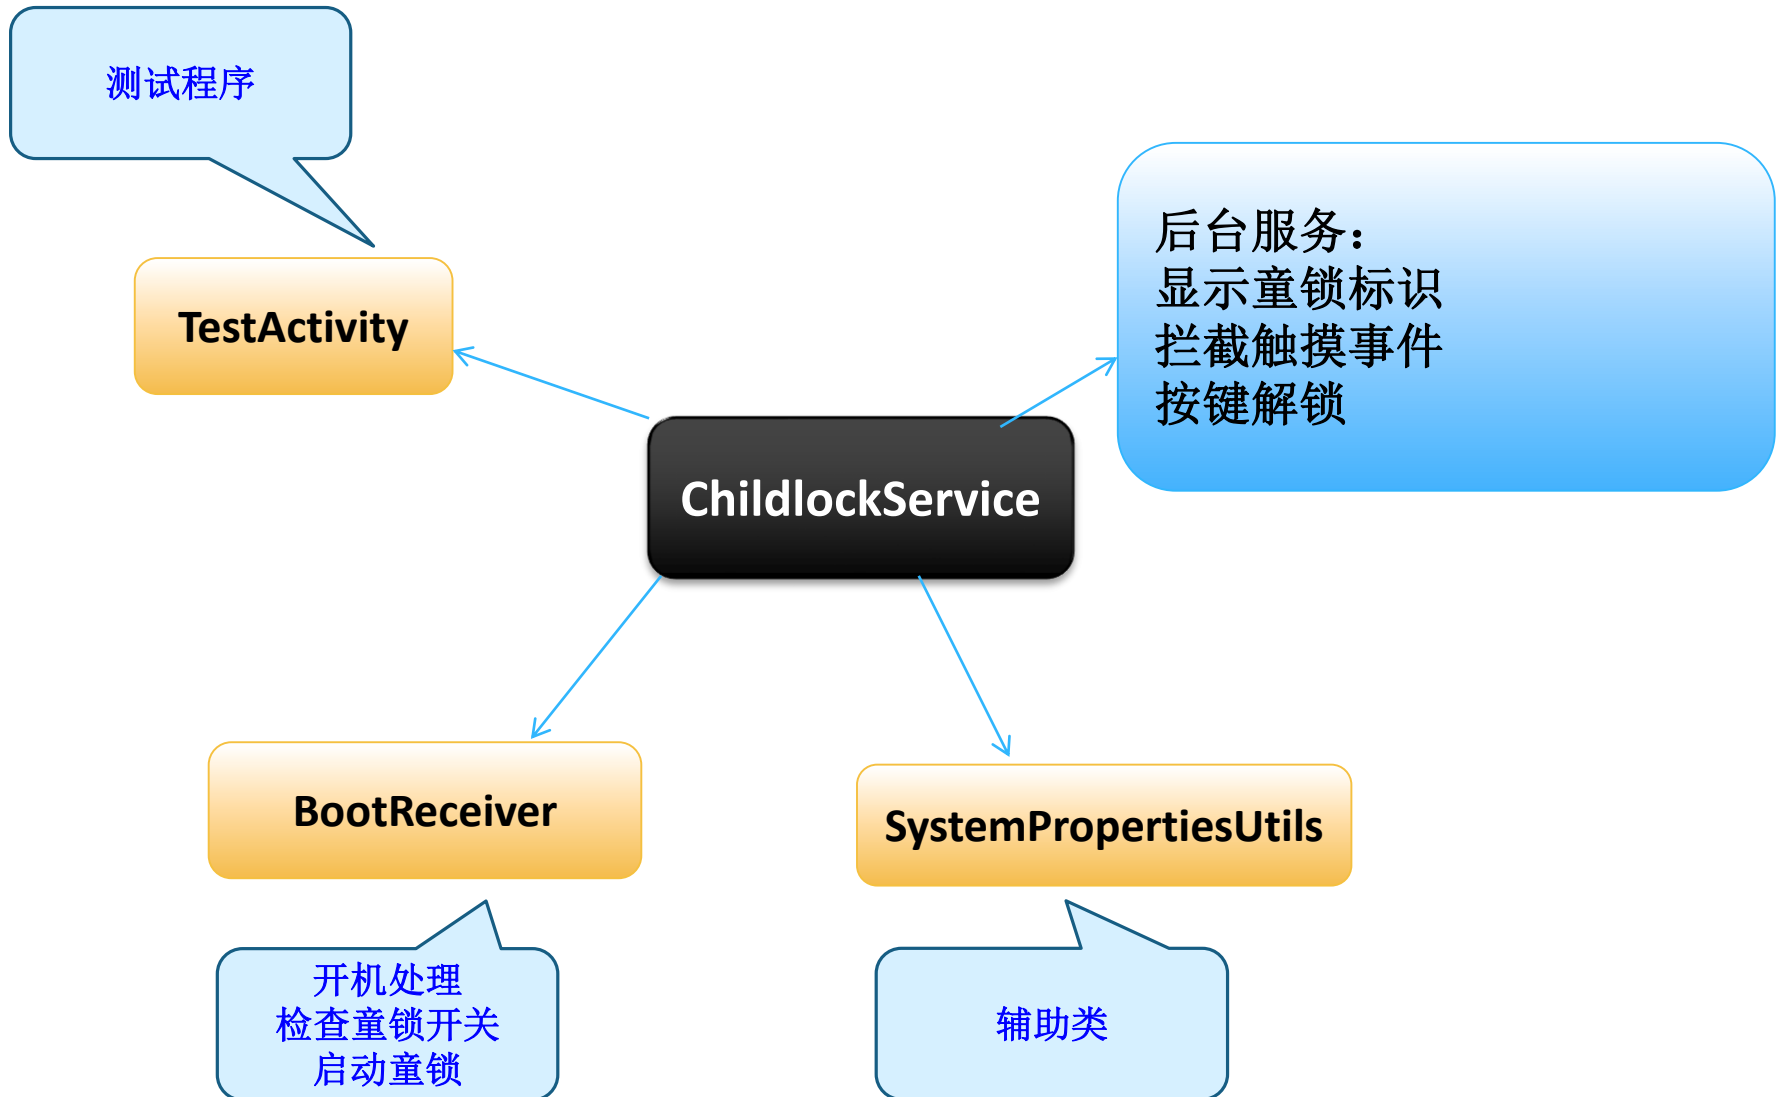 测试程序
TestActivity
后台服务：
显示童锁标识
拦截触摸事件
按键解锁
ChildlockService
BootReceiver
开机处理
检查童锁开关
启动童锁
SystemPropertiesUtils
辅助类